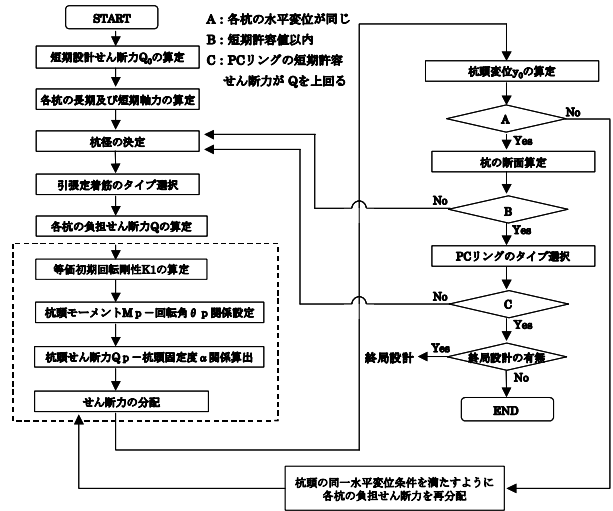 START
短期設計せん断力Q0の算定
各杭の長期及び短期軸力の算定
杭径の決定
引張定着筋のタイプ選択
各杭の負担せん断力Qの算定
等価初期回転剛性K1の算定
杭頭モーメントMp－回転角θp関係設定
杭頭せん断力Qp－杭頭固定度α関係算出
せん断力の分配
A：各杭の水平変位が同じ
B：短期許容値以内
C：PCリングの短期許容
せん断力が Qを上回る
杭頭変位y0の算定
A
No
Yes
杭の断面算定
No
B
Yes
PCリングのタイプ選択
No
C
Yes
終局設計
Yes
終局設計の有無
No
END
杭頭の同一水平変位条件を満たすように
各杭の負担せん断力を再分配